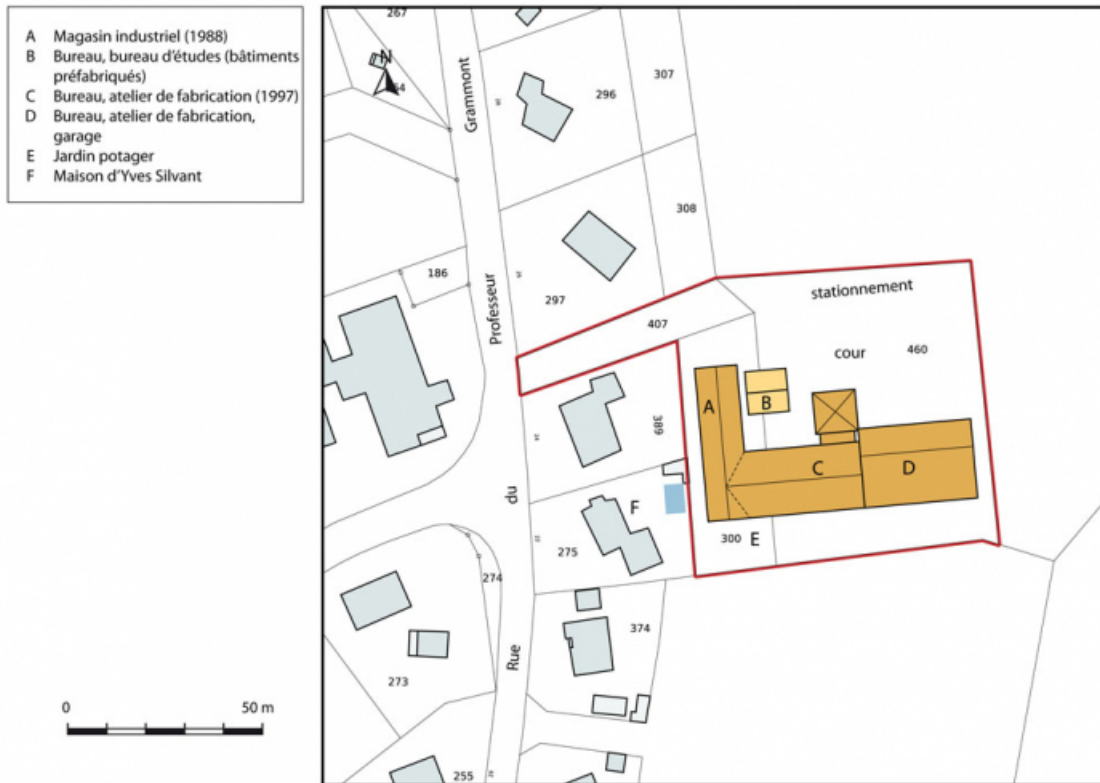 A Magasin industriel (1988)
B Bureau, bureau d'études (bâtiments
préfabriqués)
C Bureau, atelier de fabrication (1997)
D Bureau, atelier de fabrication,
garage
E Jardin potager
F Maison d'Yves Silvant
0 50 m
267
N
Grammont
296
307
308
186
Professeur
297
407
stationnement
cour
460
A
B
C
D
389
24
F
du
22
275
300
E
274
374
Rue
273
255